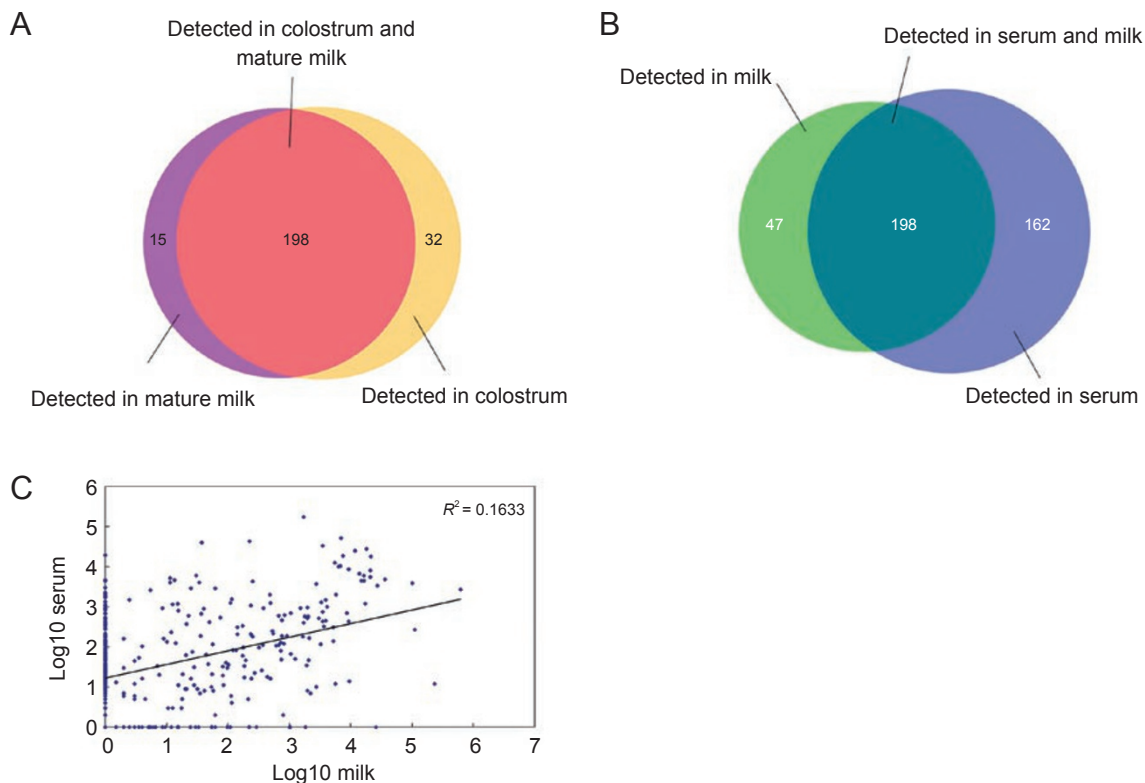 A
Detected in colostrum and
mature milk
15
198
32
Detected in mature milk
Detected in colostrum
B
Detected in serum and milk
Detected in milk
47
198
162
Detected in serum
C
6
5
4
3
2
1
0
Log10 serum
R² = 0.1633
0 1 2 3 4 5 6 7
Log10 milk